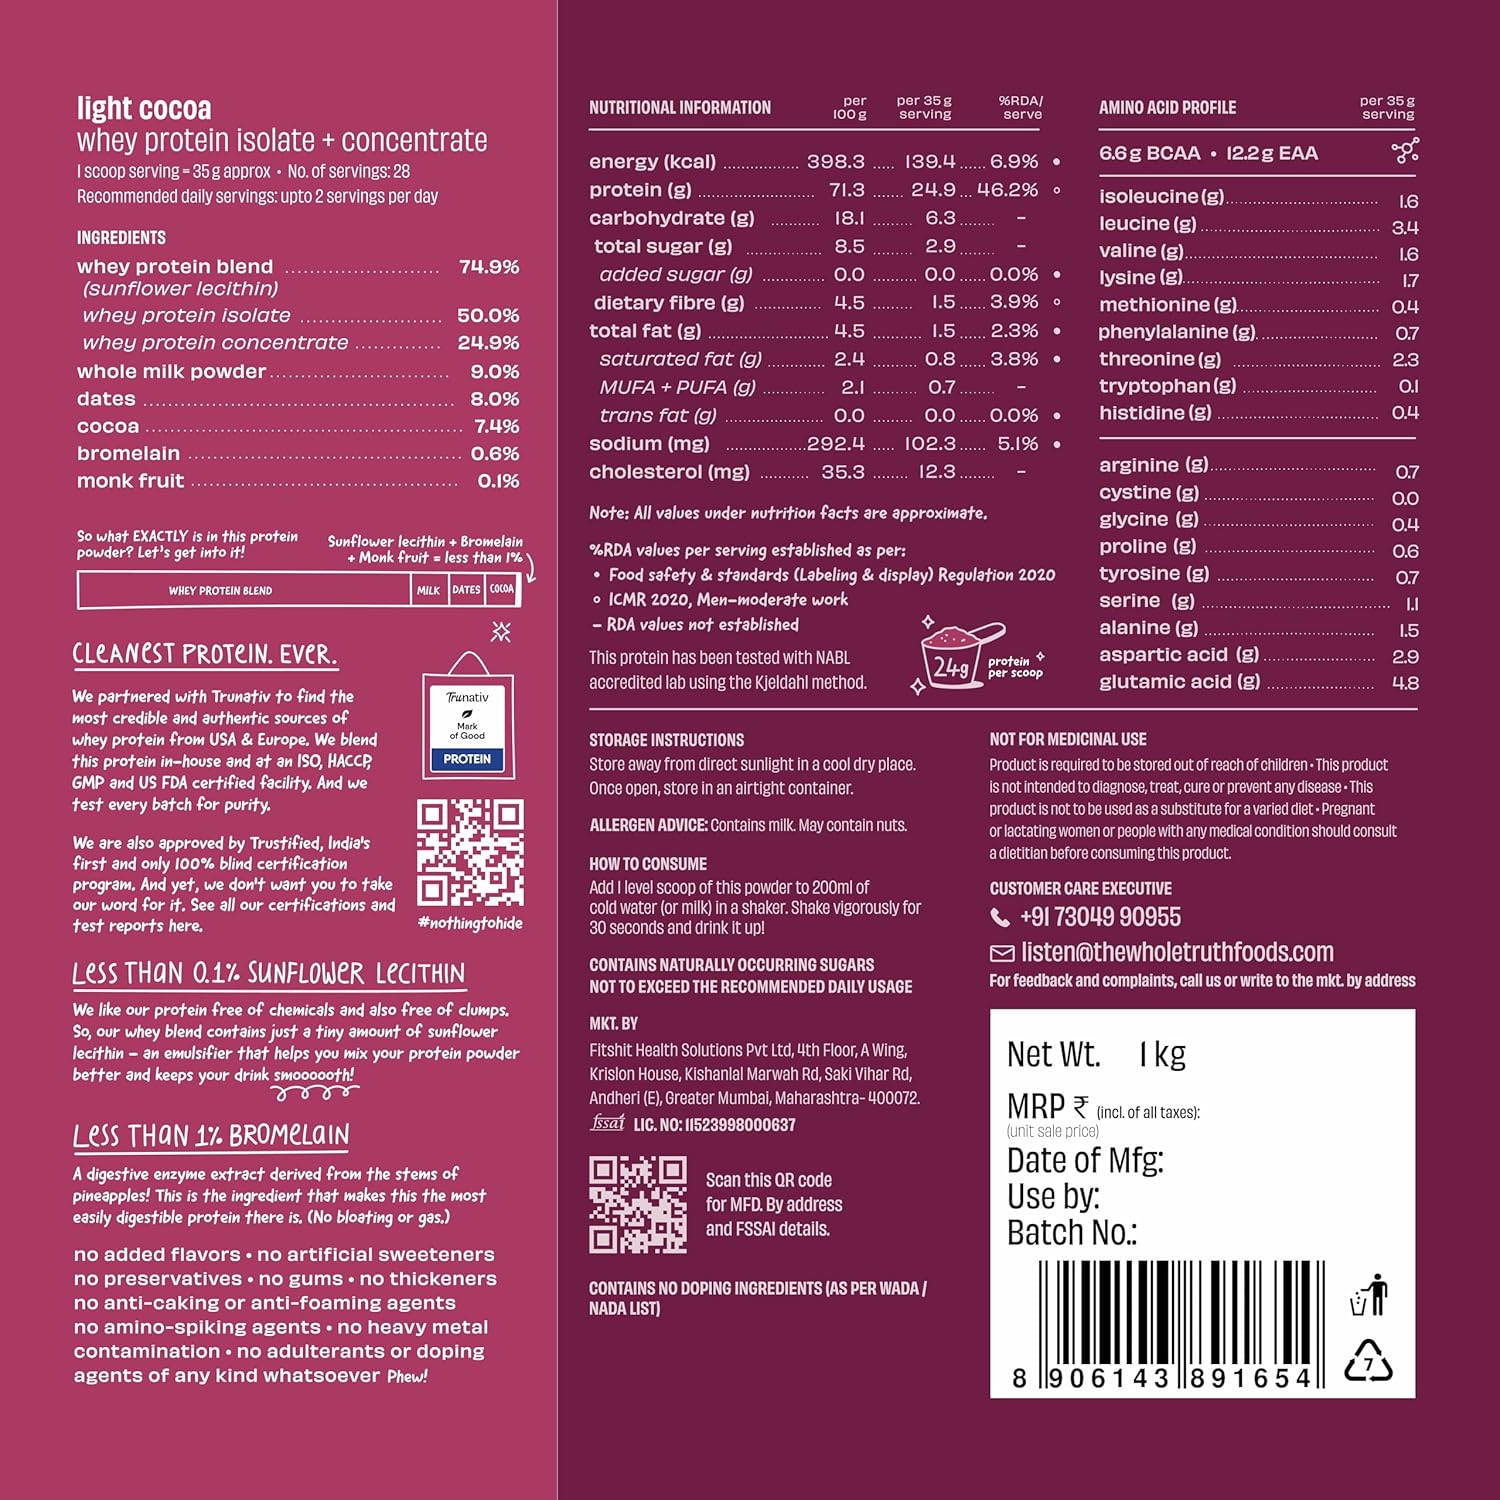 light cocoa
whey protein isolate + concentrate
1 scoop serving = 35 g approx • No. of servings: 28
Recommended daily servings: upto 2 servings per day
INGREDIENTS
whey protein blend 74.9%
(sunflower lecithin)
whey protein isolate 50.0%
whey protein concentrate 24.9%
whole milk powder 9.0%
dates 8.0%
cocoa 7.4%
bromelain 0.6%
monk fruit 0.1%
So what EXACTLY is in this protein
powder? Let's get into it!
Sunflower lecithin + Bromelain
+ Monk fruit = less than 1%
WHEY PROTEIN BLEND MILK DATES COCOA
CLEANEST PROTEIN. EVER.
We partnered with Trunativ to find the
most credible and authentic sources of
whey protein from USA & Europe. We blend
this protein in-house and at an ISO, HACCP,
GMP and US FDA certified facility. And we
test every batch for purity.
Trunativ
Mark
of Good
PROTEIN
We are also approved by Trustified, India's
first and only 100% blind certification
program. And yet, we don't want you to take
our word for it. See all our certifications and
test reports here.
#nothingtohide
LESS THAN 0.1% SUNFLOWER LECITHIN
We like our protein free of chemicals and also free of clumps.
So, our whey blend contains just a tiny amount of sunflower
lecithin – an emulsifier that helps you mix your protein powder
better and keeps your drink smoooooth!
LESS THAN 1% BROMELAIN
A digestive enzyme extract derived from the stems of
pineapples! This is the ingredient that makes this the most
easily digestible protein there is. (No bloating or gas.)
no added flavors • no artificial sweeteners
no preservatives • no gums • no thickeners
no anti-caking or anti-foaming agents
no amino-spiking agents • no heavy metal
contamination • no adulterants or doping
agents of any kind whatsoever Phew!
NUTRITIONAL INFORMATION per 100 g per 35 g serving %RDA/ serve
energy (kcal) 398.3 139.4 6.9% •
protein (g) 71.3 24.9 46.2% ∘
carbohydrate (g) 18.1 6.3 –
total sugar (g) 8.5 2.9 –
added sugar (g) 0.0 0.0 0.0% •
dietary fibre (g) 4.5 1.5 3.9% ∘
total fat (g) 4.5 1.5 2.3% •
saturated fat (g) 2.4 0.8 3.8% •
MUFA + PUFA (g) 2.1 0.7 –
trans fat (g) 0.0 0.0 0.0% •
sodium (mg) 292.4 102.3 5.1% •
cholesterol (mg) 35.3 12.3 –
Note: All values under nutrition facts are approximate.
%RDA values per serving established as per:
• Food safety & standards (Labeling & display) Regulation 2020
∘ ICMR 2020, Men-moderate work
– RDA values not established
This protein has been tested with NABL
accredited lab using the Kjeldahl method.
24g protein
per scoop
AMINO ACID PROFILE per 35 g serving
6.6 g BCAA • 12.2 g EAA
isoleucine (g) 1.6
leucine (g) 3.4
valine (g) 1.6
lysine (g) 1.7
methionine (g) 0.4
phenylalanine (g) 0.7
threonine (g) 2.3
tryptophan (g) 0.1
histidine (g) 0.4
arginine (g) 0.7
cystine (g) 0.0
glycine (g) 0.4
proline (g) 0.6
tyrosine (g) 0.7
serine (g) 1.1
alanine (g) 1.5
aspartic acid (g) 2.9
glutamic acid (g) 4.8
STORAGE INSTRUCTIONS
Store away from direct sunlight in a cool dry place.
Once open, store in an airtight container.
ALLERGEN ADVICE: Contains milk. May contain nuts.
HOW TO CONSUME
Add 1 level scoop of this powder to 200ml of
cold water (or milk) in a shaker. Shake vigorously for
30 seconds and drink it up!
CONTAINS NATURALLY OCCURRING SUGARS
NOT TO EXCEED THE RECOMMENDED DAILY USAGE
MKT. BY
Fitshit Health Solutions Pvt Ltd, 4th Floor, A Wing,
Krislon House, Kishanlal Marwah Rd, Saki Vihar Rd,
Andheri (E), Greater Mumbai, Maharashtra- 400072.
fssai LIC. NO: 11523998000637
Scan this QR code
for MFD. By address
and FSSAI details.
CONTAINS NO DOPING INGREDIENTS (AS PER WADA /
NADA LIST)
NOT FOR MEDICINAL USE
Product is required to be stored out of reach of children • This product
is not intended to diagnose, treat, cure or prevent any disease • This
product is not to be used as a substitute for a varied diet • Pregnant
or lactating women or people with any medical condition should consult
a dietitian before consuming this product.
CUSTOMER CARE EXECUTIVE
+91 73049 90955
listen@thewholetruthfoods.com
For feedback and complaints, call us or write to the mkt. by address
Net Wt. 1 kg
MRP ₹ (incl. of all taxes):
(unit sale price)
Date of Mfg:
Use by:
Batch No.:
8 906143 891654
7